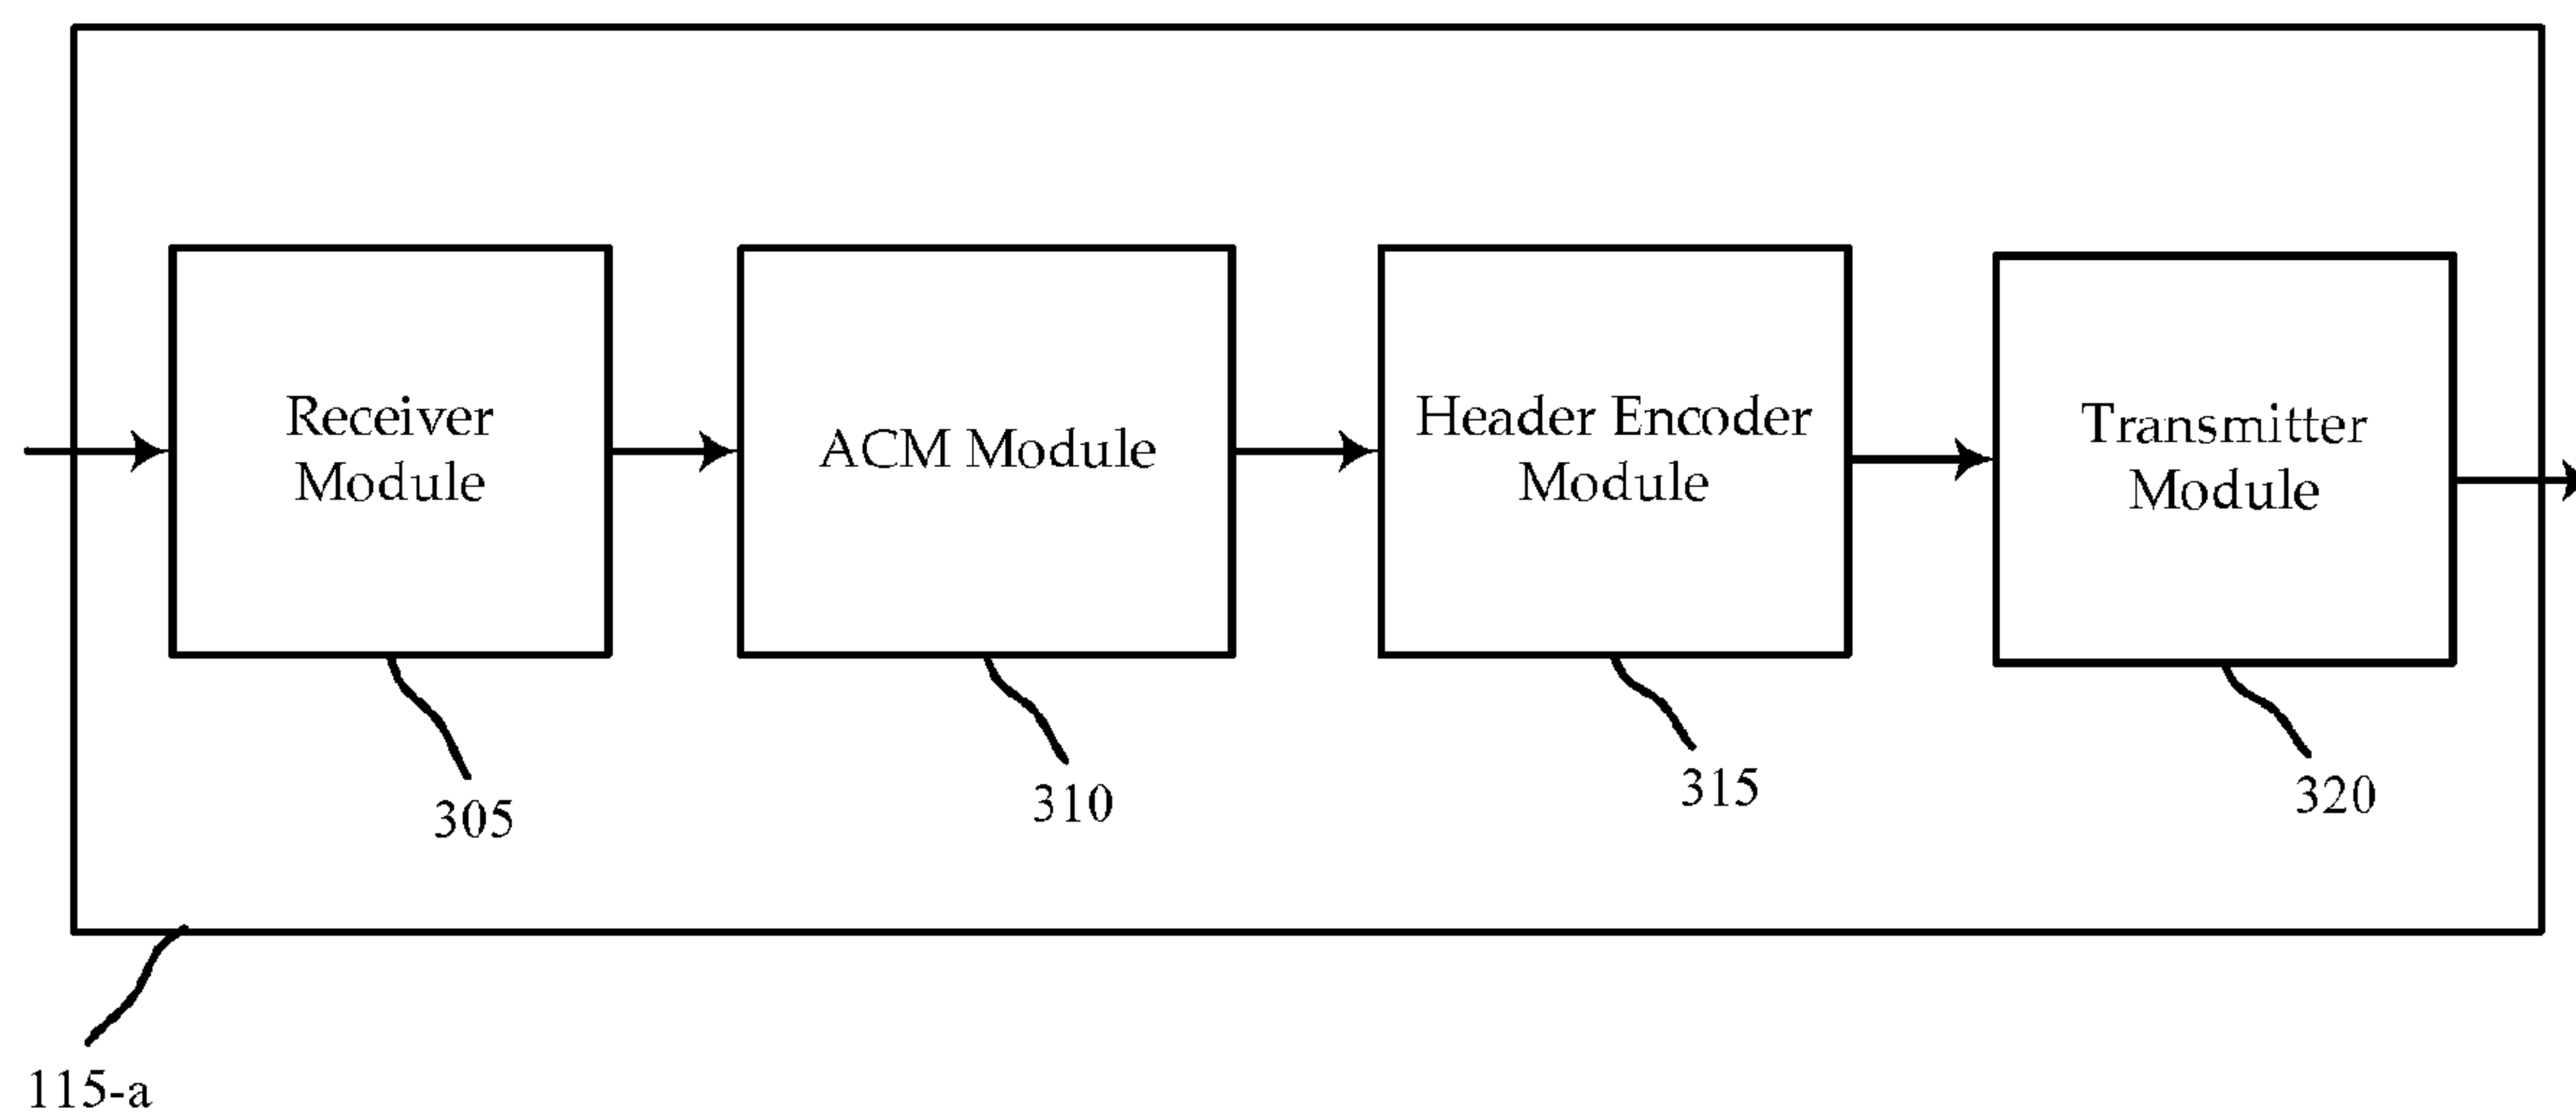 Receiver
Module
ACM Module
Header Encoder
Module
Transmitter
Module
305
310
315
320
115-a